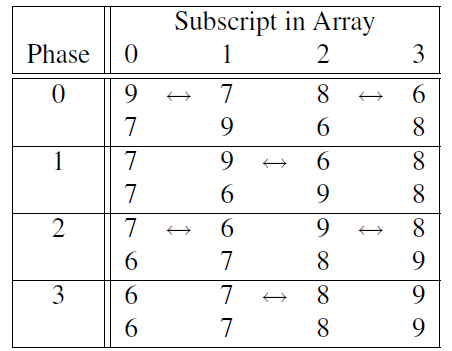 Subscript in Array
Phase 0 1 2 3
0 9 ↔ 7 8 ↔ 6
7 9 6 8
1 7 9 ↔ 6 8
7 6 9 8
2 7 ↔ 6 9 ↔ 8
6 7 8 9
3 6 7 ↔ 8 9
6 7 8 9